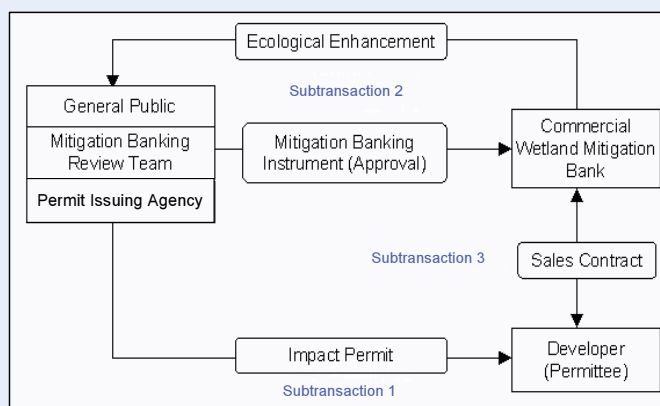 Ecological Enhancement
Subtransaction 2
General Public
Mitigation Banking
Review Team
Permit Issuing Agency
Mitigation Banking
Instrument (Approval)
Commercial
Wetland Mitigation
Bank
Subtransaction 3
Sales Contract
Impact Permit
Developer
(Permittee)
Subtransaction 1